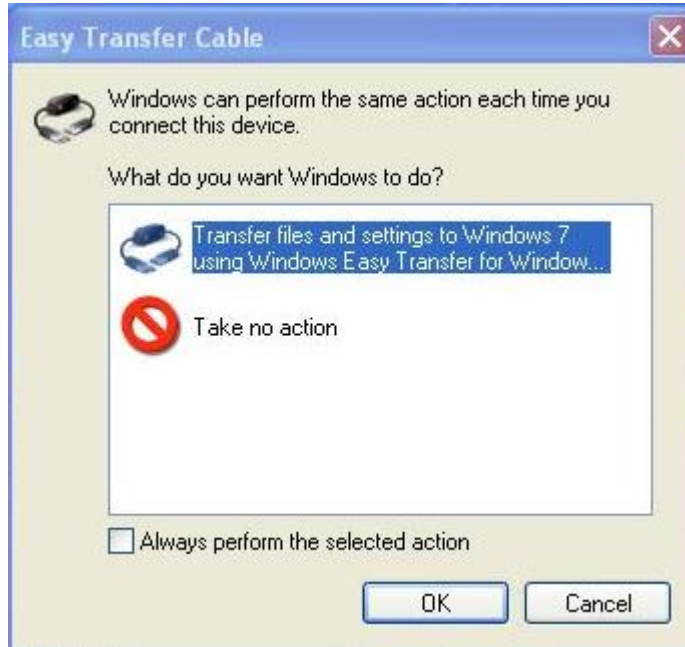 Easy Transfer Cable
Windows can perform the same action each time you
connect this device.
What do you want Windows to do?
Transfer files and settings to Windows 7
using Windows Easy Transfer for Window...
Take no action
Always perform the selected action
OK
Cancel